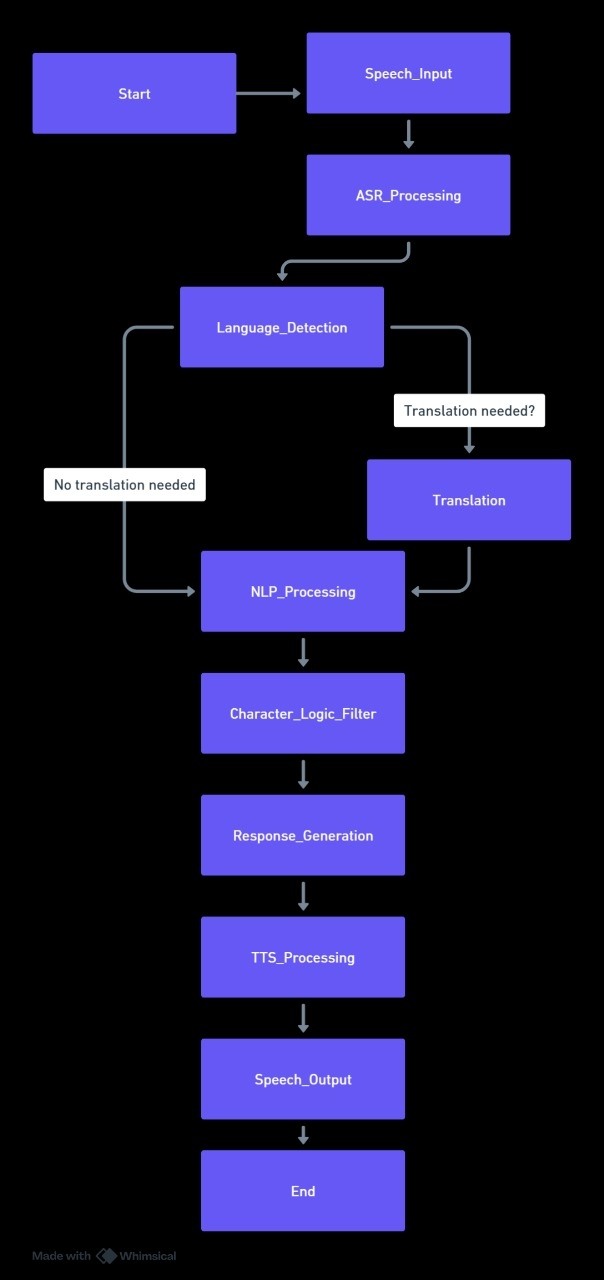 Start
Speech_Input
ASR_Processing
Language_Detection
Translation needed?
No translation needed
Translation
NLP_Processing
Character_Logic_Filter
Response_Generation
TTS_Processing
Speech_Output
End
Made with Whimsical